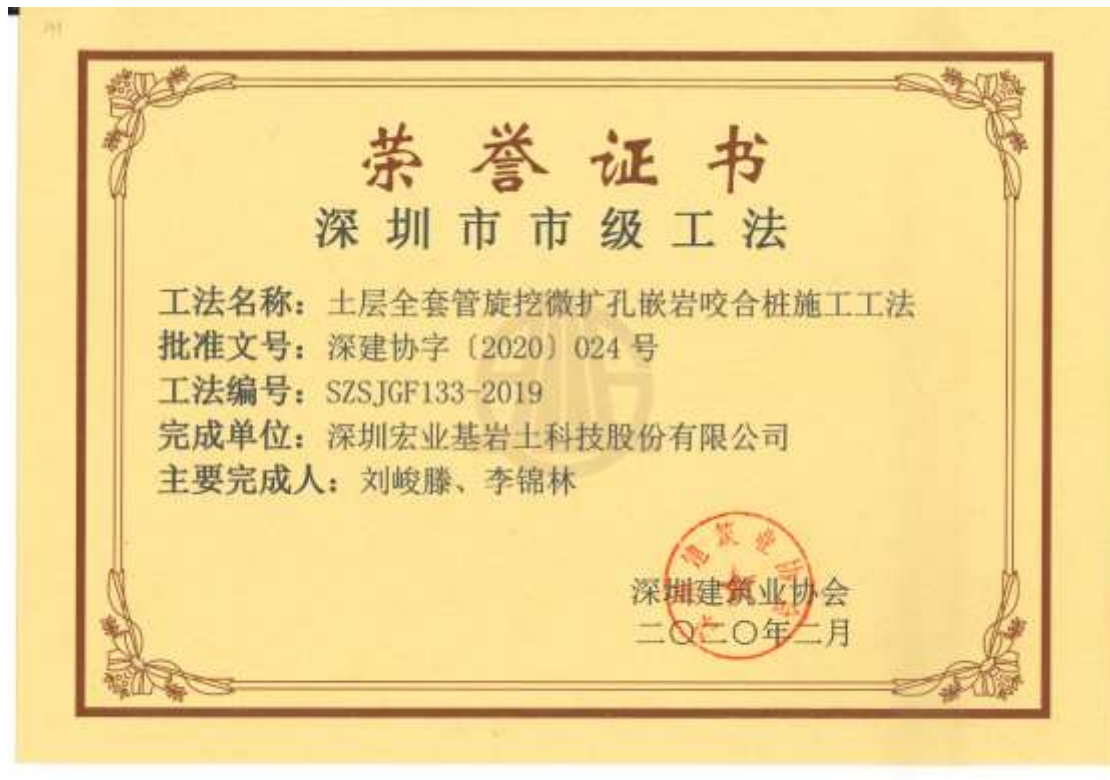 荣誉证书
深圳市市级工法
工法名称：土层全套管旋挖微扩孔嵌岩咬合桩施工工法
批准文号：深建协字〔2020〕024号
工法编号：SZSJGF133-2019
完成单位：深圳宏业基岩土科技股份有限公司
主要完成人：刘峻滕、李锦林
深圳建筑业协会
二〇二〇年二月